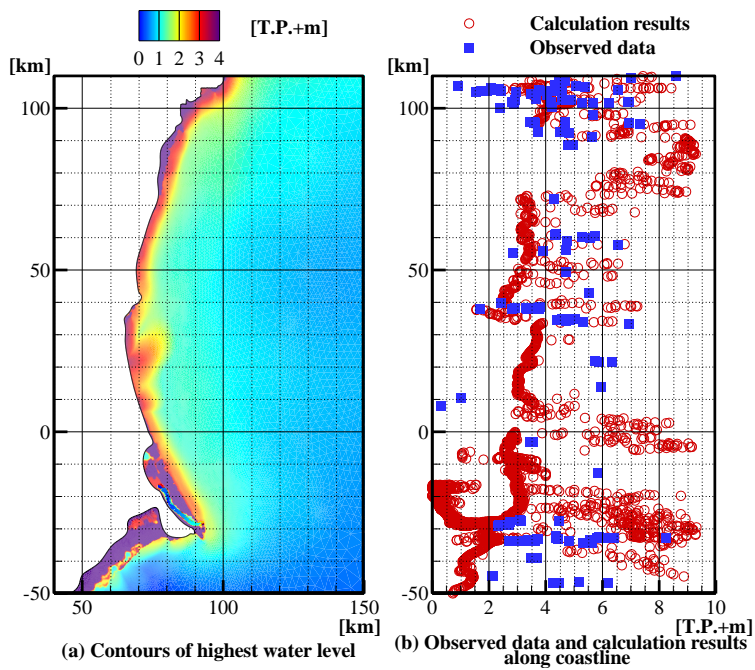 [T.P.+m]
0 1 2 3 4
Calculation results
Observed data
[km]
100
50
0
-50
50 100 150
[km]
(a) Contours of highest water level
[km]
100
50
0
-50
0 2 4 6 8 10
[T.P.+m]
(b) Observed data and calculation results
along coastline